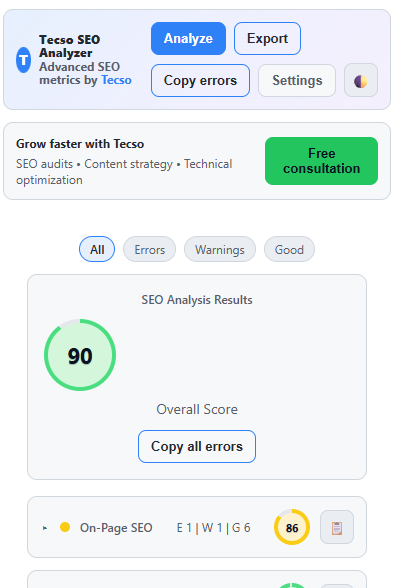 T
Tecso SEO
Analyzer
Advanced SEO
metrics by Tecso
Analyze
Export
Copy errors
Settings
Grow faster with Tecso
SEO audits • Content strategy • Technical
optimization
Free
consultation
All
Errors
Warnings
Good
SEO Analysis Results
90
Overall Score
Copy all errors
On-Page SEO
E 1 | W 1 | G 6
86